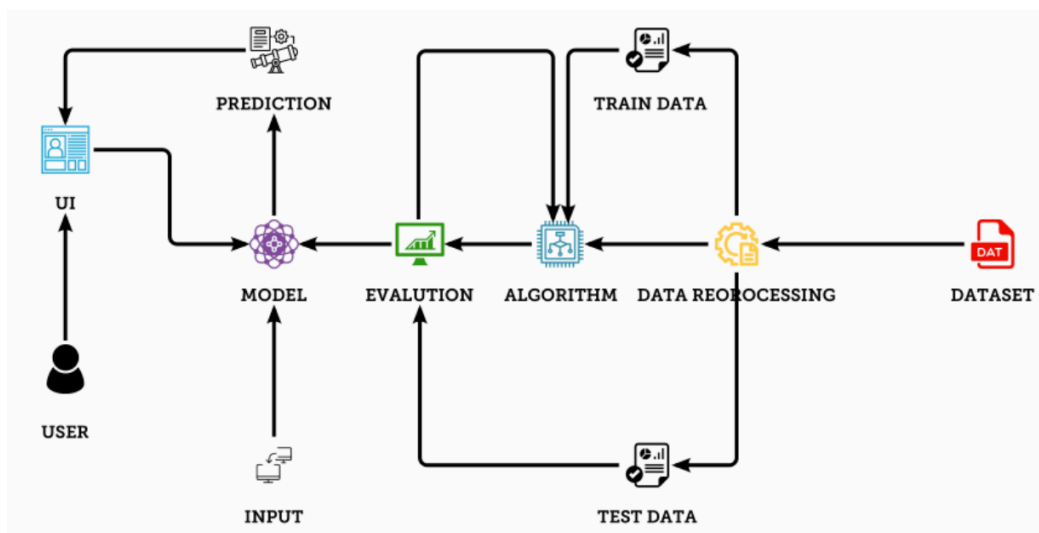 PREDICTION
TRAIN DATA
UI
MODEL
EVALUTION
ALGORITHM
DATA REOROCESSING
DATASET
DAT
USER
INPUT
TEST DATA